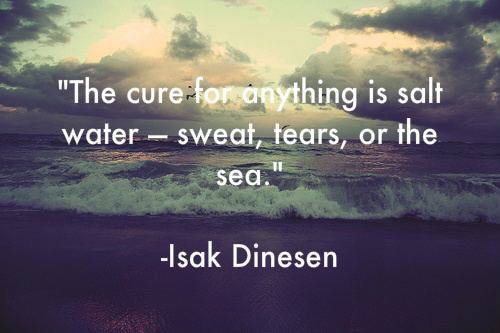 "The cure for anything is salt
water – sweat, tears, or the
sea."
-Isak Dinesen